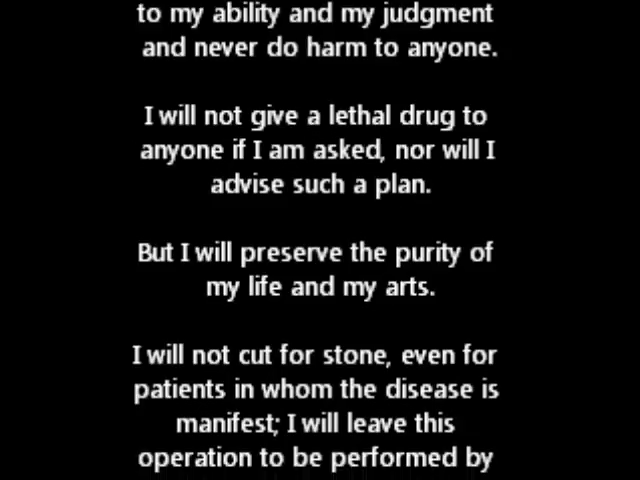 to my ability and my judgment
and never do harm to anyone.
I will not give a lethal drug to
anyone if I am asked, nor will I
advise such a plan.
But I will preserve the purity of
my life and my arts.
I will not cut for stone, even for
patients in whom the disease is
manifest; I will leave this
operation to be performed by